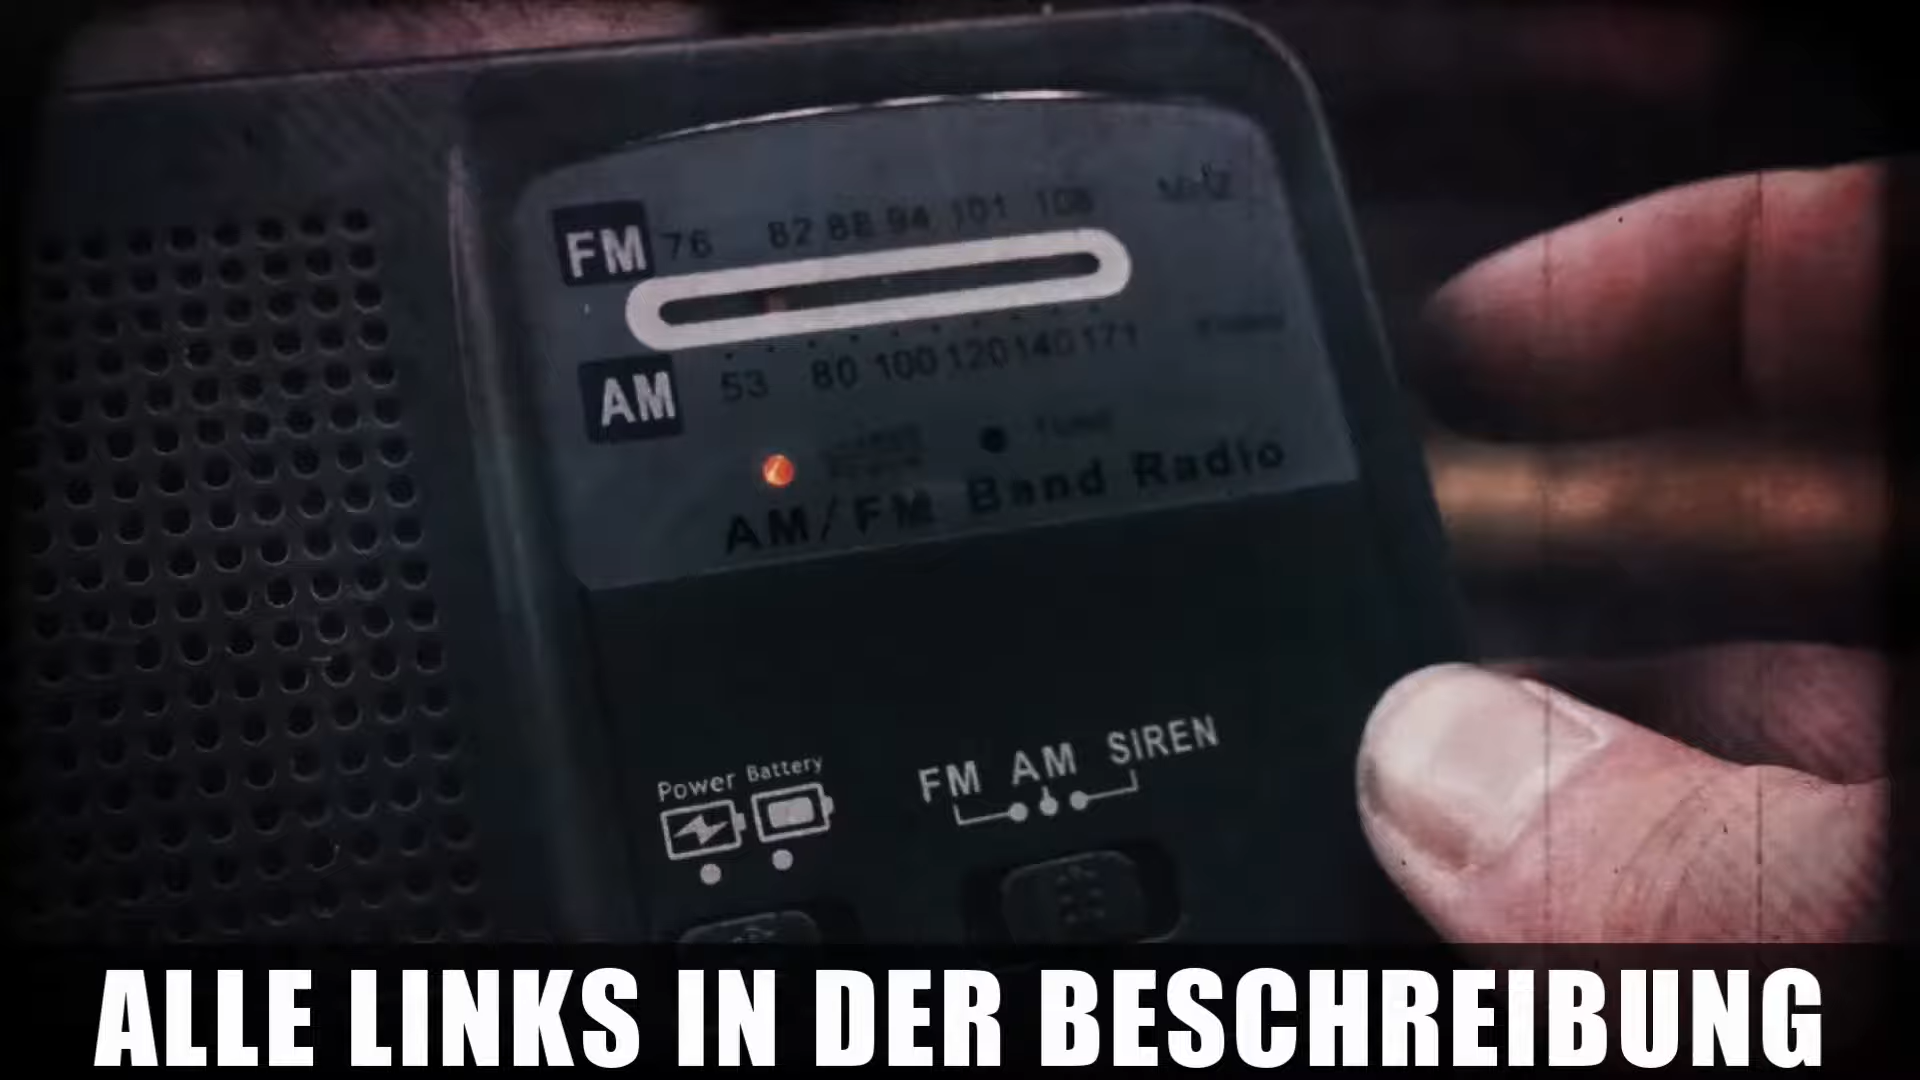 FM 76 82 88 94 101 108 MHZ
AM 53 80 100 120 140 171
AM/FM Band Radio
Power Battery
FM AM SIREN
ALLE LINKS IN DER BESCHREIBUNG